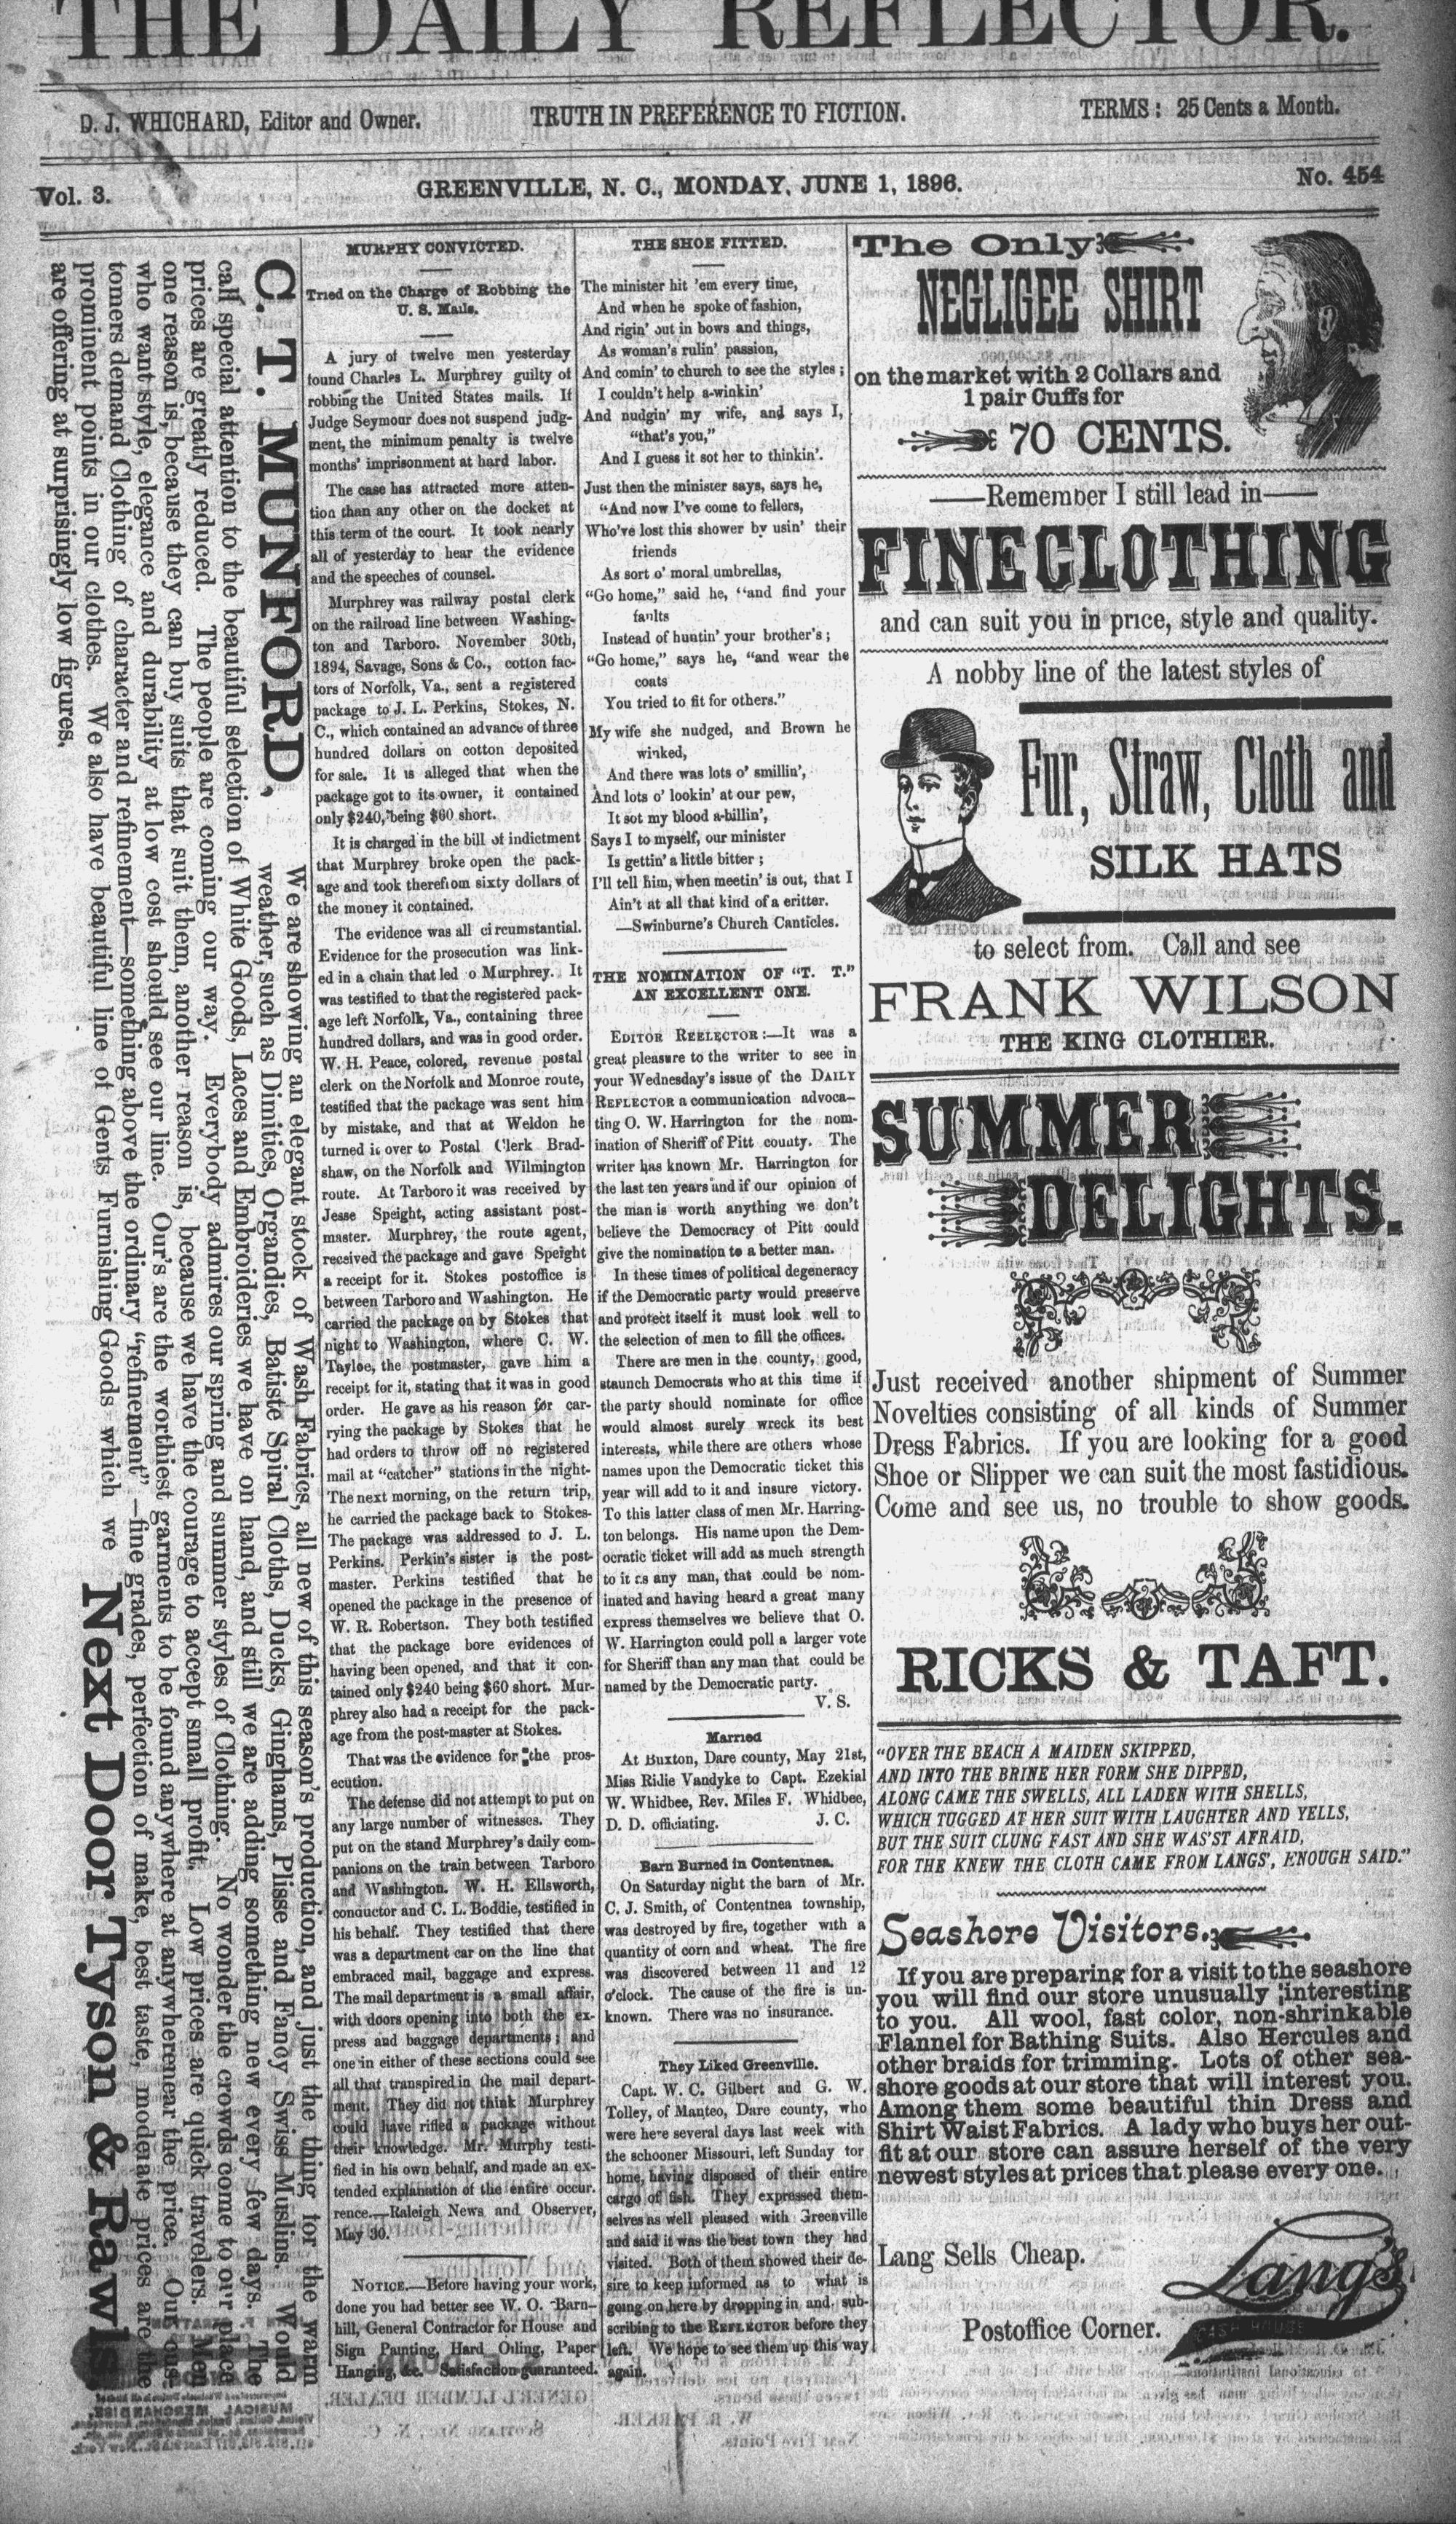 THE DAILY REFLECTOR.
D. J. WHICHARD, Editor and Owner.
TRUTH IN PREFERENCE TO FICTION.
TERMS: 25 Cents a Month.
Vol. 3.
GREENVILLE, N. C., MONDAY, JUNE 1, 1896.
No. 454
C. T. MUNFORD,
We are showing an elegant stock of Wash Fabrics, all new of this season's production, and just the thing for the warm
weather, such as Dimities, Organdies, Batiste Spiral Cloths, Ducks, Ginghams, Plisse and Fancy Swiss Muslins. Would
call special attention to the beautiful selection of White Goods, Laces and Embroideries we have on hand, and still we are adding something new every few days. The
prices are greatly reduced. The people are coming our way. Everybody admires our spring and summer styles of Clothing. No wonder the crowds come to our place
one reason is, because they can buy suits that suit them, another reason is, because we have the courage to accept small profit. Low prices are quick travelers. Men
who want style, elegance and durability at low cost should see our line. Our's are the worthiest garments to be found anywhere at anywherenear the price. Our cus-
tomers demand Clothing of character and refinement—something above the ordinary "refinement"—fine grades, perfection of make, best taste, moderate prices are the
prominent points in our clothes. We also have beautiful line of Gents Furnishing Goods which we
are offering at surprisingly low figures.
Next Door Tyson & Rawls
MURPHY CONVICTED.
Tried on the Charge of Robbing the
U. S. Mails.
A jury of twelve men yesterday
found Charles L. Murphrey guilty of
robbing the United States mails. If
Judge Seymour does not suspend judg-
ment, the minimum penalty is twelve
months' imprisonment at hard labor.
The case has attracted more atten-
tion than any other on the docket at
this term of the court. It took nearly
all of yesterday to hear the evidence
and the speeches of counsel.
Murphrey was railway postal clerk
on the railroad line between Washing-
ton and Tarboro. November 30th,
1894, Savage, Sons & Co., cotton fac-
tors of Norfolk, Va., sent a registered
package to J. L. Perkins, Stokes, N.
C., which contained an advance of three
hundred dollars on cotton deposited
for sale. It is alleged that when the
package got to its owner, it contained
only $240, being $60 short.
It is charged in the bill of indictment
that Murphrey broke open the pack-
age and took therefrom sixty dollars of
the money it contained.
The evidence was all circumstantial.
Evidence for the prosecution was link-
ed in a chain that led o Murphrey. It
was testified to that the registered pack-
age left Norfolk, Va., containing three
hundred dollars, and was in good order.
W. H. Peace, colored, revenue postal
clerk on the Norfolk and Monroe route,
testified that the package was sent him
by mistake, and that at Weldon he
turned it over to Postal Clerk Brad-
shaw, on the Norfolk and Wilmington
route. At Tarboro it was received by
Jesse Speight, acting assistant post-
master. Murphrey, the route agent,
received the package and gave Speight
a receipt for it. Stokes postoffice is
between Tarboro and Washington. He
carried the package on by Stokes that
night to Washington, where C. W.
Tayloe, the postmaster, gave him a
receipt for it, stating that it was in good
order. He gave as his reason for car-
rying the package by Stokes that he
had orders to throw off no registered
mail at "catcher" stations in the night-
The next morning, on the return trip,
he carried the package back to Stokes-
The package was addressed to J. L.
Perkins. Perkin's sister is the post-
master. Perkins testified that he
opened the package in the presence of
W. R. Robertson. They both testified
that the package bore evidences of
having been opened, and that it con-
tained only $240 being $60 short. Mur-
phrey also had a receipt for the pack-
age from the post-master at Stokes.
That was the evidence for the pros-
ecution.
The defense did not attempt to put on
any large number of witnesses. They
put on the stand Murphrey's daily com-
panions on the train between Tarboro
and Washington. W. H. Ellsworth,
conductor and C. L. Boddie, testified in
his behalf. They testified that there
was a department car on the line that
embraced mail, baggage and express.
The mail department is a small affair,
with doors opening into both the ex-
press and baggage departments; and
one in either of these sections could see
all that transpired in the mail depart-
ment. They did not think Murphrey
could have rifled a package without
their knowledge. Mr. Murphy testi-
fied in his own behalf, and made an ex-
tended explanation of the entire occur.
rence.—Raleigh News and Observer,
May 30.
NOTICE.—Before having your work,
done you had better see W. O. Barn-
hill, General Contractor for House and
Sign Painting, Hard Oiling, Paper
Hanging, &c. Satisfaction guaranteed.
THE SHOE FITTED.
The minister hit 'em every time,
And when he spoke of fashion,
And rigin' out in bows and things,
As woman's rulin' passion,
And comin' to church to see the styles;
I couldn't help a-winkin'
And nudgin' my wife, and says I,
"that's you,"
And I guess it sot her to thinkin'.
Just then the minister says, says he,
"And now I've come to fellers,
Who've lost this shower by usin' their
friends
As sort o' moral umbrellas,
"Go home," said he, "and find your
faults
Instead of huntin' your brother's;
"Go home," says he, "and wear the
coats
You tried to fit for others."
My wife she nudged, and Brown he
winked,
And there was lots o' smillin',
And lots o' lookin' at our pew,
It sot my blood a-billin',
Says I to myself, our minister
Is gettin' a little bitter;
I'll tell him, when meetin' is out, that I
Ain't at all that kind of a critter.
—Swinburne's Church Canticles.
THE NOMINATION OF "T. T."
AN EXCELLENT ONE.
EDITOR REELECTOR:—It was a
great pleasure to the writer to see in
your Wednesday's issue of the DAILY
REFLECTOR a communication advoca-
ting O. W. Harrington for the nom-
ination of Sheriff of Pitt county. The
writer has known Mr. Harrington for
the last ten years and if our opinion of
the man is worth anything we don't
believe the Democracy of Pitt could
give the nomination to a better man.
In these times of political degeneracy
if the Democratic party would preserve
and protect itself it must look well to
the selection of men to fill the offices.
There are men in the county, good,
staunch Democrats who at this time if
the party should nominate for office
would almost surely wreck its best
interests, while there are others whose
names upon the Democratic ticket this
year will add to it and insure victory.
To this latter class of men Mr. Harring-
ton belongs. His name upon the Dem-
ocratic ticket will add as much strength
to it as any man, that could be nom-
inated and having heard a great many
express themselves we believe that O.
W. Harrington could poll a larger vote
for Sheriff than any man that could be
named by the Democratic party.
V. S.
Married
At Buxton, Dare county, May 21st,
Miss Ridie Vandyke to Capt. Ezekial
W. Whidbee, Rev. Miles F. Whidbee,
D. D. officiating. J. C.
Barn Burned in Contentnea.
On Saturday night the barn of Mr.
C. J. Smith, of Contentnea township,
was destroyed by fire, together with a
quantity of corn and wheat. The fire
was discovered between 11 and 12
o'clock. The cause of the fire is un-
known. There was no insurance.
They Liked Greenville.
Capt. W. C. Gilbert and G. W.
Tolley, of Manteo, Dare county, who
were here several days last week with
the schooner Missouri, left Sunday for
home, having disposed of their entire
cargo of fish. They expressed them-
selves as well pleased with Greenville
and said it was the best town they had
visited. Both of them showed their de-
sire to keep informed as to what is
going on here by dropping in and sub-
scribing to the REFLECTOR before they
left. We hope to see them up this way
again.
The Only
NEGLIGEE SHIRT
on the market with 2 Collars and
1 pair Cuffs for
70 CENTS.
—Remember I still lead in—
FINE CLOTHING
and can suit you in price, style and quality.
A nobby line of the latest styles of
Fur, Straw, Cloth and
SILK HATS
to select from. Call and see
FRANK WILSON
THE KING CLOTHIER.
SUMMER
DELIGHTS.
Just received another shipment of Summer
Novelties consisting of all kinds of Summer
Dress Fabrics. If you are looking for a good
Shoe or Slipper we can suit the most fastidious.
Come and see us, no trouble to show goods.
RICKS & TAFT.
"OVER THE BEACH A MAIDEN SKIPPED,
AND INTO THE BRINE HER FORM SHE DIPPED,
ALONG CAME THE SWELLS, ALL LADEN WITH SHELLS,
WHICH TUGGED AT HER SUIT WITH LAUGHTER AND YELLS,
BUT THE SUIT CLUNG FAST AND SHE WAS'ST AFRAID,
FOR THE KNEW THE CLOTH CAME FROM LANGS', ENOUGH SAID."
Seashore Visitors.
If you are preparing for a visit to the seashore
you will find our store unusually interesting
to you. All wool, fast color, non-shrinkable
Flannel for Bathing Suits. Also Hercules and
other braids for trimming. Lots of other sea-
shore goods at our store that will interest you.
Among them some beautiful thin Dress and
Shirt Waist Fabrics. A lady who buys her out-
fit at our store can assure herself of the very
newest styles at prices that please every one.
Lang Sells Cheap.
Postoffice Corner.
Lang's
CASH HOUSE